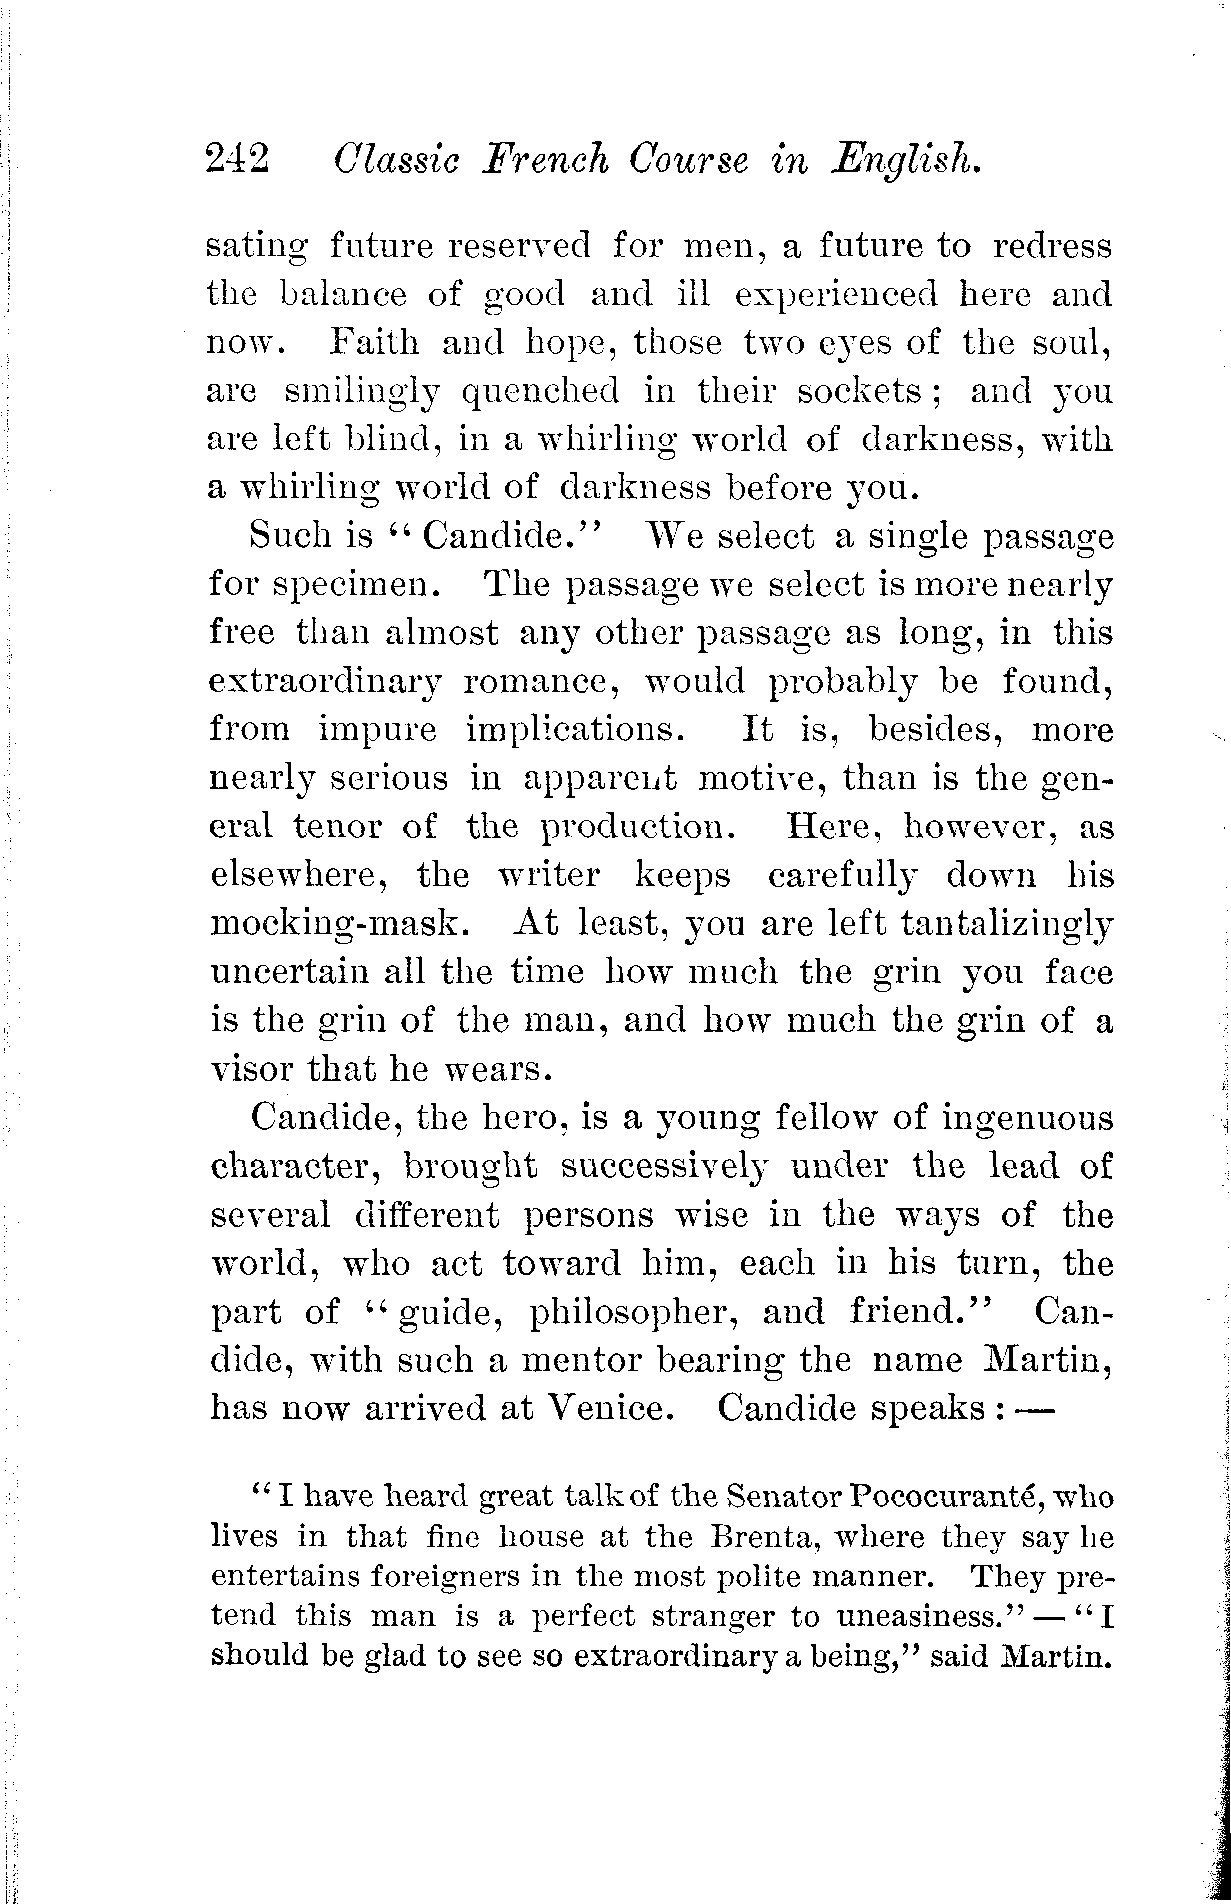 242 Classic French Course in English.
sating future reserved for men, a future to redress
the balance of good and ill experienced here and
now. Faith and hope, those two eyes of the soul,
are smilingly quenched in their sockets ; and you
are left blind, in a whirling world of darkness, with
a whirling world of darkness before you.
Such is “ Candide.” We select a single passage
for specimen. The passage we select is more nearly
free than almost any other passage as long, in this
extraordinary romance, would probably be found,
from impure implications. It is, besides, more
nearly serious in apparent motive, than is the gen-
eral tenor of the production. Here, however, as
elsewhere, the writer keeps carefully down his
mocking-mask. At least, you are left tantalizingly
uncertain all the time how much the grin you face
is the grin of the man, and how much the grin of a
visor that he wears.
Candide, the hero, is a young fellow of ingenuous
character, brought successively under the lead of
several different persons wise in the ways of the
world, who act toward him, each in his turn, the
part of “ guide, philosopher, and friend.” Can-
dide, with such a mentor bearing the name Martin,
has now arrived at Venice. Candide speaks : —
“ I have heard great talk of the Senator Pococuranté, who
lives in that fine house at the Brenta, where they say he
entertains foreigners in the most polite manner. They pre-
tend this man is a perfect stranger to uneasiness.” — “ I
should be glad to see so extraordinary a being,” said Martin.